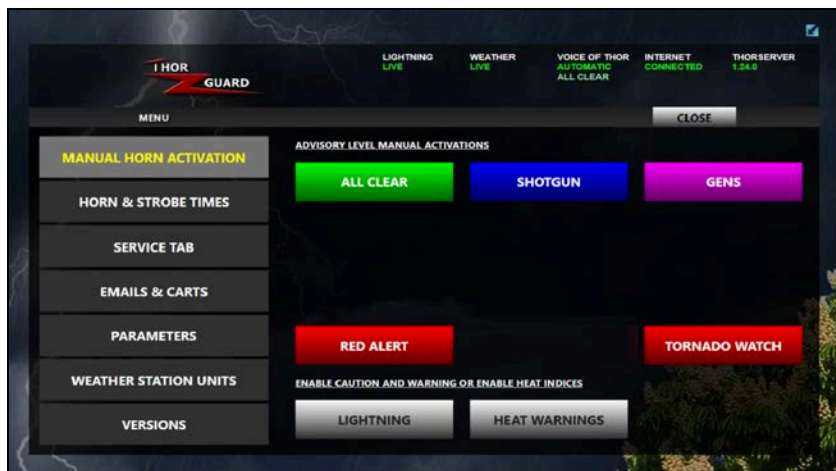 THOR
GUARD
LIGHTNING
LIVE
WEATHER
LIVE
VOICE OF THOR
AUTOMATIC
ALL CLEAR
INTERNET
CONNECTED
THORSERVER
1.24.0
MENU
CLOSE
MANUAL HORN ACTIVATION
HORN & STROBE TIMES
SERVICE TAB
EMAILS & CARTS
PARAMETERS
WEATHER STATION UNITS
VERSIONS
ADVISORY LEVEL MANUAL ACTIVATIONS
ALL CLEAR
SHOTGUN
GENS
RED ALERT
TORNADO WATCH
ENABLE CAUTION AND WARNING OR ENABLE HEAT INDICES
LIGHTNING
HEAT WARNINGS